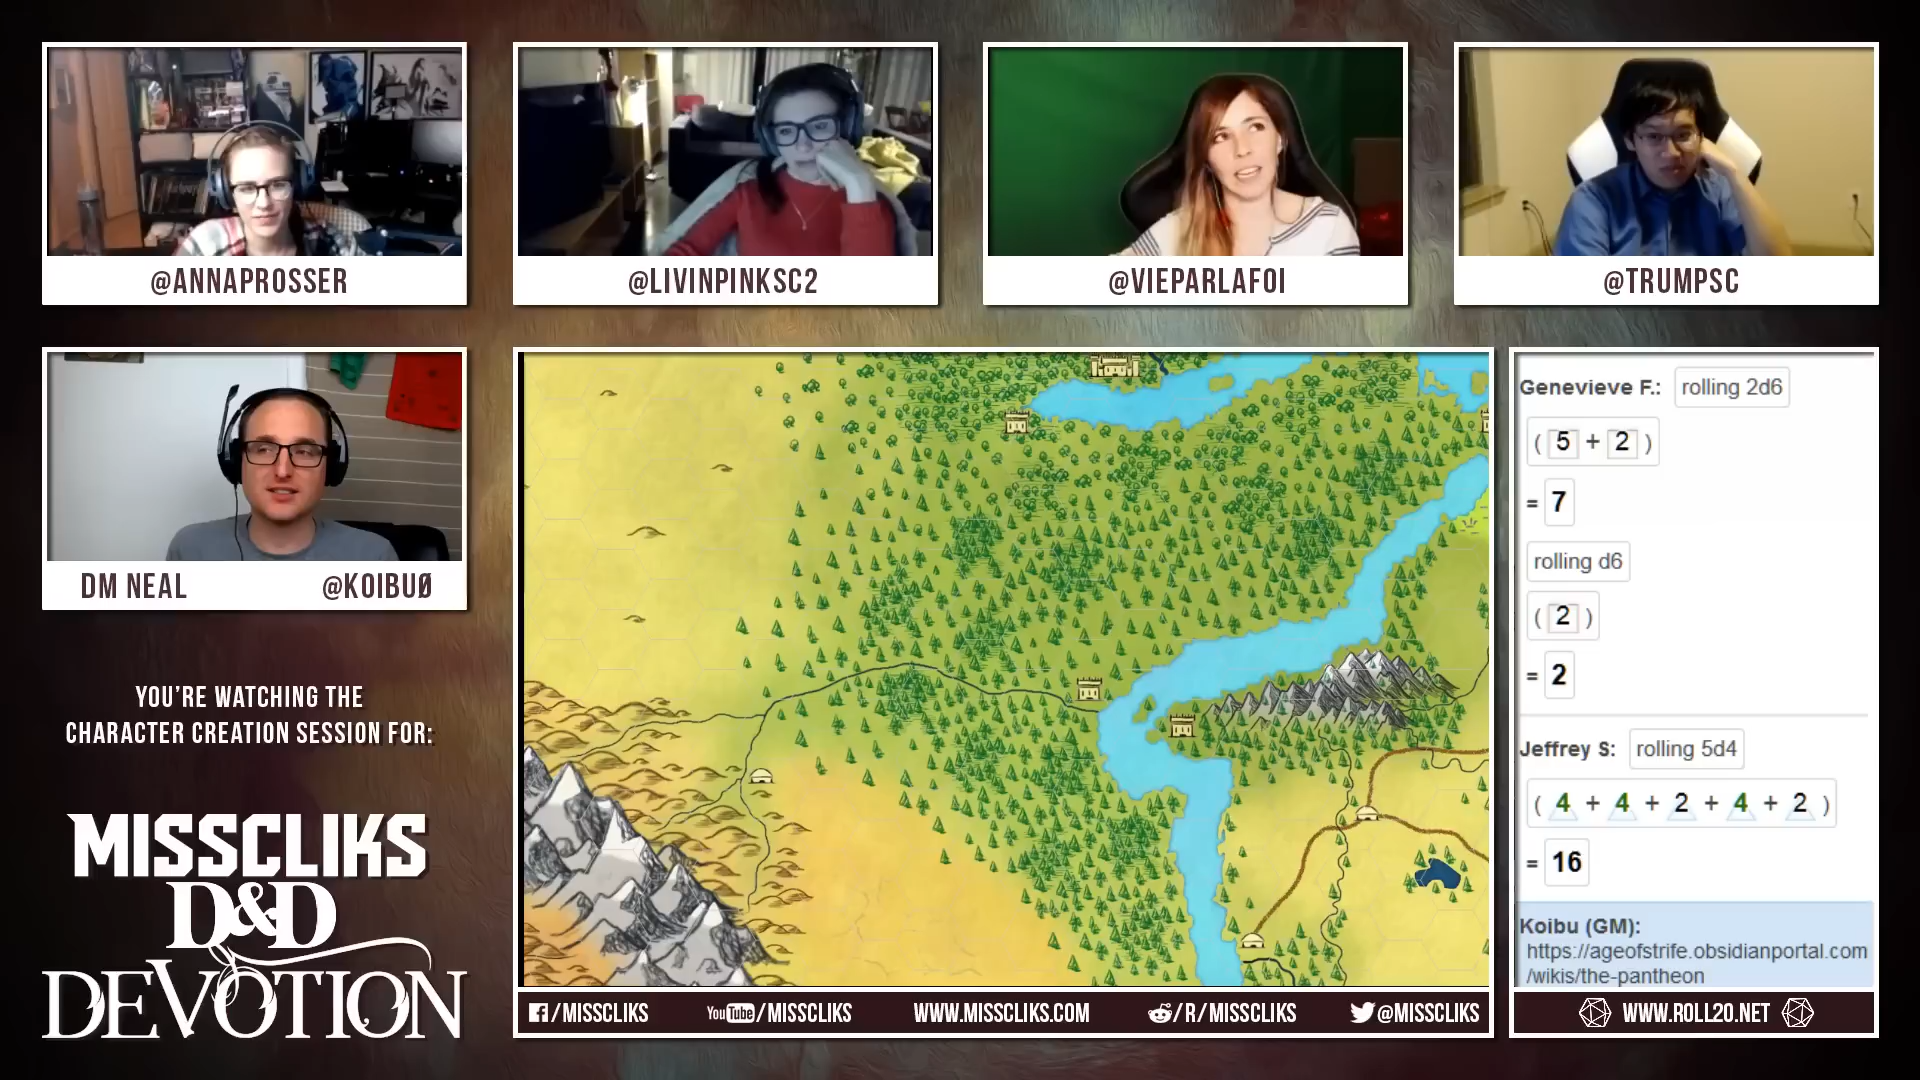 @ANNAPROSSER
@LIVINPINKSC2
@VIEPARLAFOI
@TRUMPSC
DM NEAL @KOIBUØ
YOU'RE WATCHING THE
CHARACTER CREATION SESSION FOR:
MISSCLIKS
D&D
DEVOTION
Genevieve F.: rolling 2d6
( 5 + 2 )
= 7
rolling d6
( 2 )
= 2
Jeffrey S: rolling 5d4
( 4 + 4 + 2 + 4 + 2 )
= 16
Koibu (GM):
https://ageofstrife.obsidianportal.com
/wikis/the-pantheon
/MISSCLIKS
YouTube/MISSCLIKS
WWW.MISSCLIKS.COM
/R/MISSCLIKS
@MISSCLIKS
WWW.ROLL20.NET